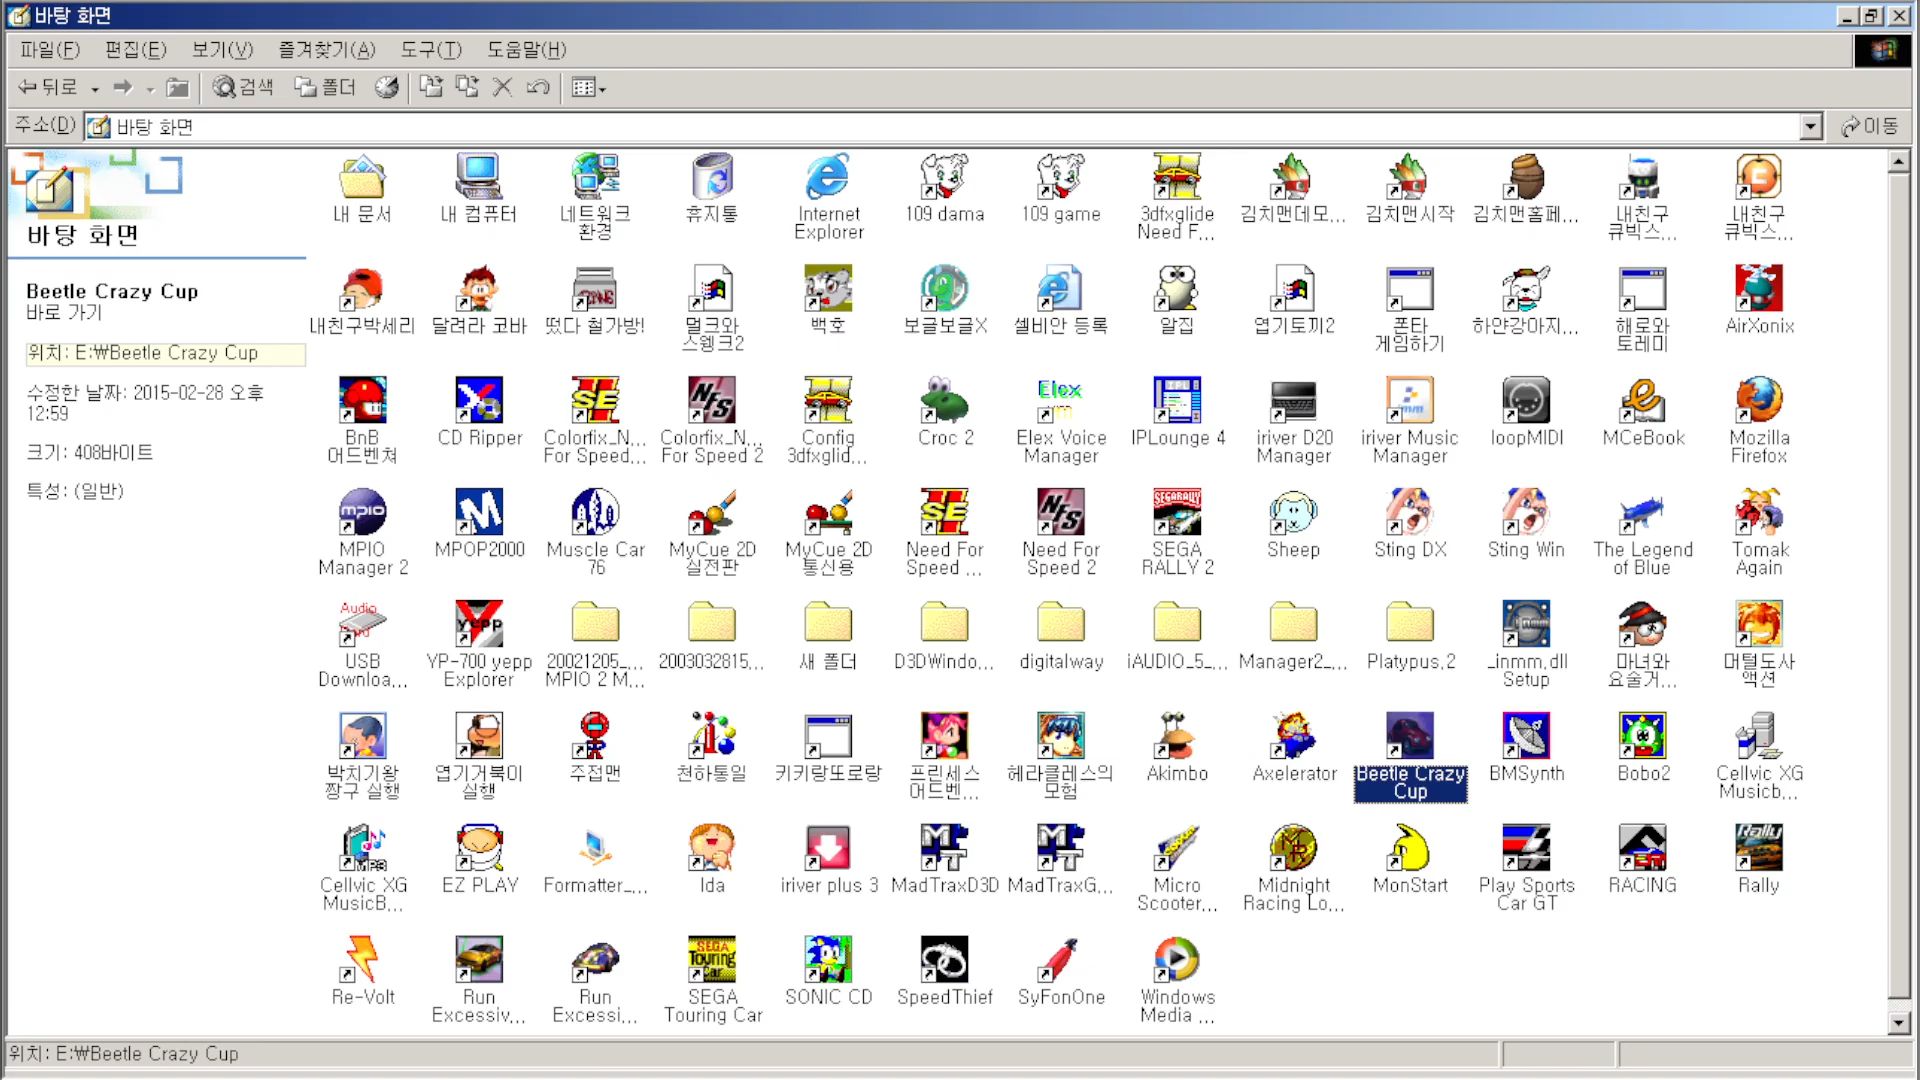 바탕 화면
파일(F) 편집(E) 보기(V) 즐겨찾기(A) 도구(T) 도움말(H)
뒤로 검색 폴더
주소(D) 바탕 화면 이동
바탕 화면
Beetle Crazy Cup
바로 가기
위치: E:₩Beetle Crazy Cup
수정한 날짜: 2015-02-28 오후
12:59
크기: 408바이트
특성: (일반)
내 문서
내 컴퓨터
네트워크
환경
휴지통
Internet
Explorer
109 dama
109 game
3dfxglide
Need F...
김치맨데모...
김치맨시작
김치맨홈페...
내친구
큐빅스...
내친구
큐빅스...
내친구박세리
달려라 코바
떴다 철가방!
멀크와
스웽크2
백호
보글보글X
셀비안 등록
알집
엽기토끼2
폰타
게임하기
하얀강아지...
해로와
토레미
AirXonix
BnB
어드벤쳐
CD Ripper
Colorfix_N...
For Speed...
Colorfix_N...
For Speed 2
Config
3dfxglid...
Croc 2
Elex
Elex Voice
Manager
IPLounge 4
iriver D20
Manager
iriver Music
Manager
loopMIDI
MCeBook
Mozilla
Firefox
mpio
MPIO
Manager 2
MPOP2000
Muscle Car
76
MyCue 2D
실전판
MyCue 2D
통신용
Need For
Speed ...
Need For
Speed 2
SEGA
RALLY 2
Sheep
Sting DX
Sting Win
The Legend
of Blue
Tomak
Again
USB
Downloa...
YP-700 yepp
Explorer
20021205_...
MPIO 2 M...
2003032815...
새 폴더
D3DWindo...
digitalway
iAUDIO_5_...
Manager2_...
Platypus.2
_inmm.dll
Setup
마녀와
요술거...
머털도사
액션
박치기왕
짱구 실행
엽기거북이
실행
주접맨
천하통일
키키랑또로랑
프린세스
어드벤...
헤라클레스의
모험
Akimbo
Axelerator
Beetle Crazy
Cup
BMSynth
Bobo2
Cellvic XG
Musicb...
Cellvic XG
MusicB...
EZ PLAY
Formatter_...
Ida
iriver plus 3
MadTraxD3D
MadTraxG...
Micro
Scooter...
Midnight
Racing Lo...
MonStart
Play Sports
Car GT
RACING
Rally
Re-Volt
Run
Excessiv...
Run
Excessi...
SEGA
Touring Car
SONIC CD
SpeedThief
SyFonOne
Windows
Media ...
위치: E:₩Beetle Crazy Cup